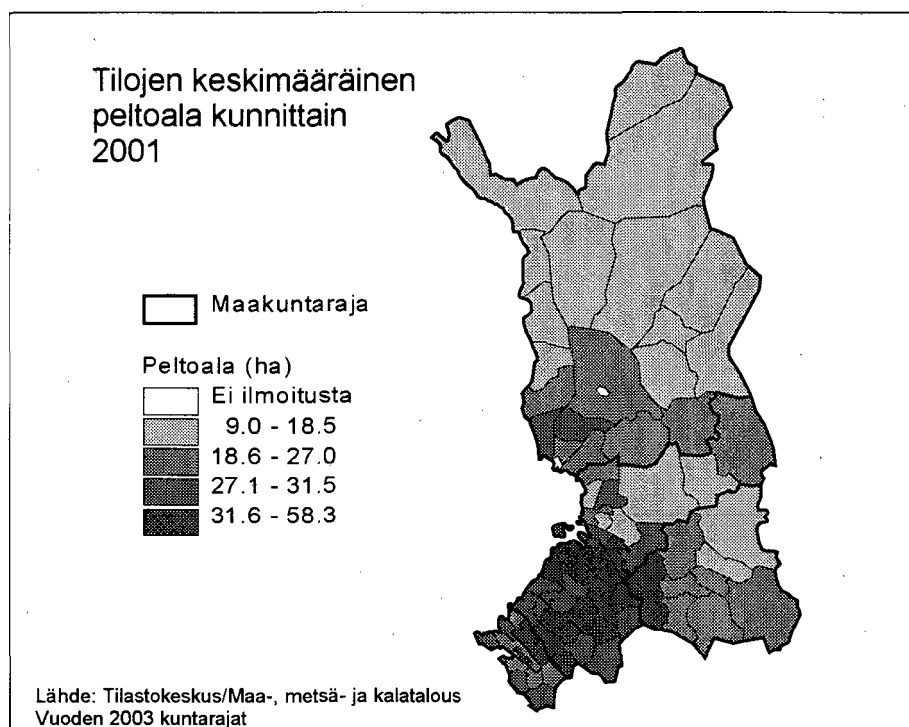 Tilojen keskimääräinen
peltoala kunnittain
2001
Maakuntaraja
Peltoala (ha)
Ei ilmoitusta
9.0 - 18.5
18.6 - 27.0
27.1 - 31.5
31.6 - 58.3
Lähde: Tilastokeskus/Maa-, metsä- ja kalatalous
Vuoden 2003 kuntarajat